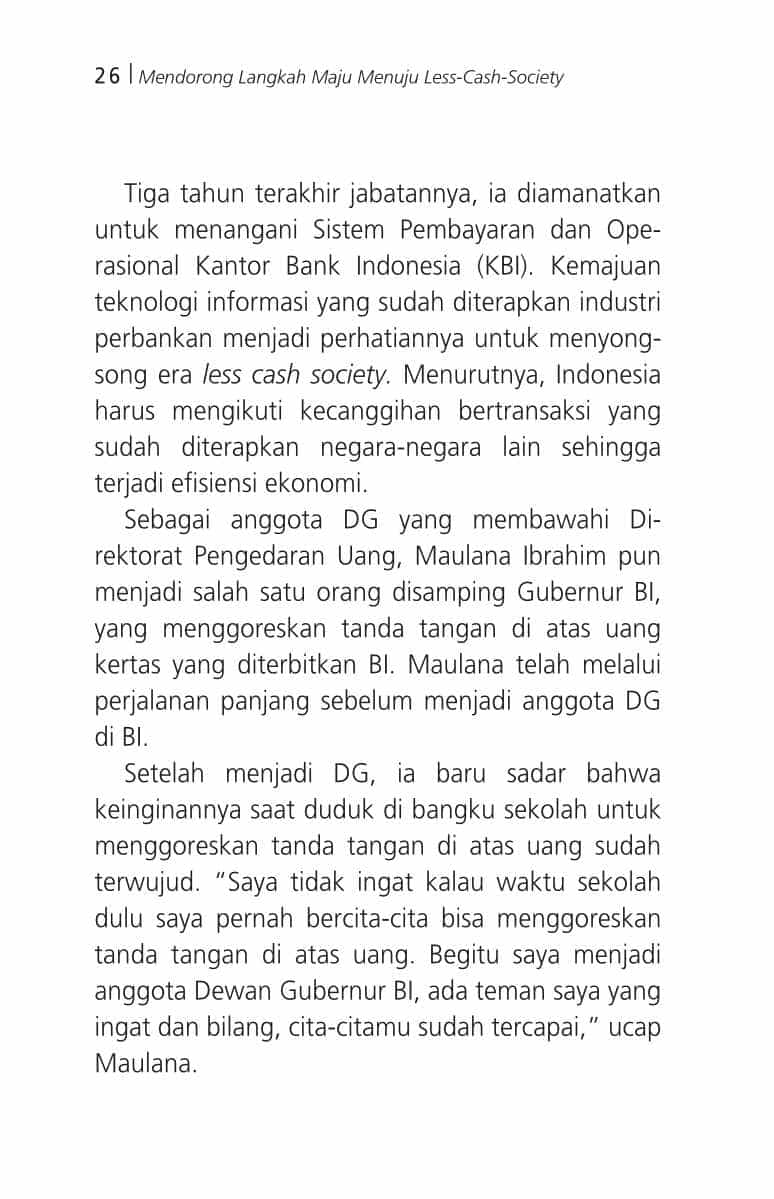 26 | Mendorong Langkah Maju Menuju Less-Cash-Society
Tiga tahun terakhir jabatannya, ia diamanatkan
untuk menangani Sistem Pembayaran dan Ope-
rasional Kantor Bank Indonesia (KBI). Kemajuan
teknologi informasi yang sudah diterapkan industri
perbankan menjadi perhatiannya untuk menyong-
song era less cash society. Menurutnya, Indonesia
harus mengikuti kecanggihan bertransaksi yang
sudah diterapkan negara-negara lain sehingga
terjadi efisiensi ekonomi.
Sebagai anggota DG yang membawahi Di-
rektorat Pengedaran Uang, Maulana Ibrahim pun
menjadi salah satu orang disamping Gubernur BI,
yang menggoreskan tanda tangan di atas uang
kertas yang diterbitkan BI. Maulana telah melalui
perjalanan panjang sebelum menjadi anggota DG
di BI.
Setelah menjadi DG, ia baru sadar bahwa
keinginannya saat duduk di bangku sekolah untuk
menggoreskan tanda tangan di atas uang sudah
terwujud. “Saya tidak ingat kalau waktu sekolah
dulu saya pernah bercita-cita bisa menggoreskan
tanda tangan di atas uang. Begitu saya menjadi
anggota Dewan Gubernur BI, ada teman saya yang
ingat dan bilang, cita-citamu sudah tercapai,” ucap
Maulana.